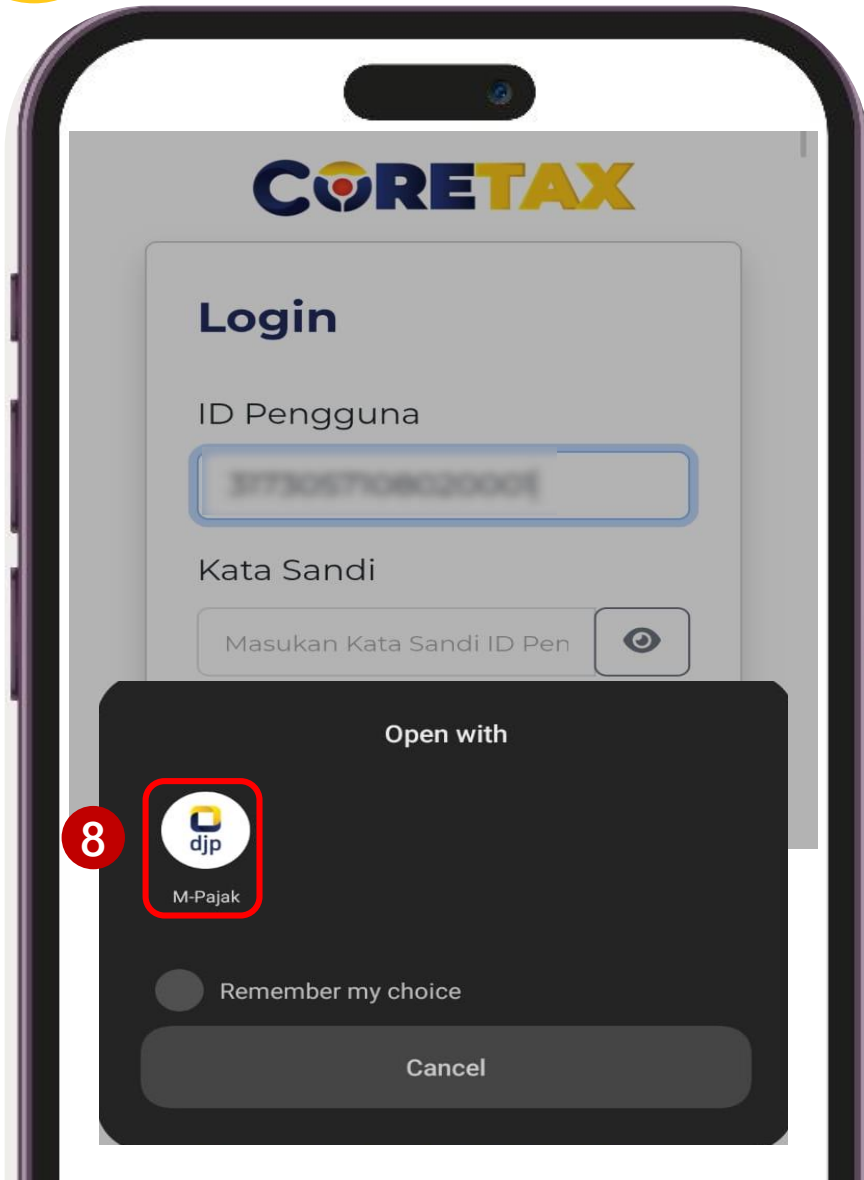 CORETAX
Login
ID Pengguna
Kata Sandi
Masukan Kata Sandi ID Pen
Open with
8
djp
M-Pajak
Remember my choice
Cancel